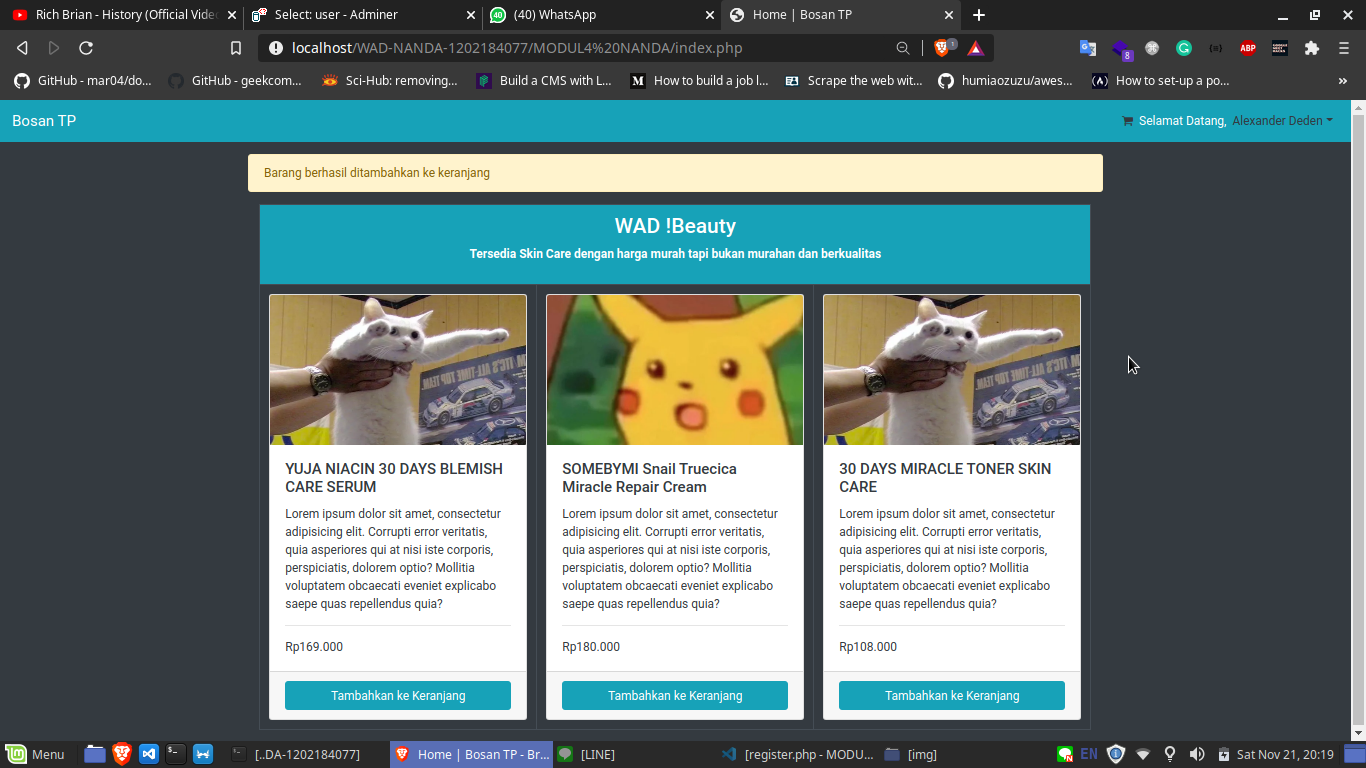 Rich Brian - History (Official Vide
Select: user - Adminer
(40) WhatsApp
Home | Bosan TP
localhost/WAD-NANDA-1202184077/MODUL4%20NANDA/index.php
GitHub - mar04/do...
GitHub - geekcom...
Sci-Hub: removing...
Build a CMS with L...
How to build a job l...
Scrape the web wit...
humiaozuzu/awes...
How to set-up a po...
Bosan TP
Selamat Datang, Alexander Deden
Barang berhasil ditambahkan ke keranjang
WAD !Beauty
Tersedia Skin Care dengan harga murah tapi bukan murahan dan berkualitas
YUJA NIACIN 30 DAYS BLEMISH
CARE SERUM
Lorem ipsum dolor sit amet, consectetur
adipisicing elit. Corrupti error veritatis,
quia asperiores qui at nisi iste corporis,
perspiciatis, dolorem optio? Mollitia
voluptatem obcaecati eveniet explicabo
saepe quas repellendus quia?
Rp169.000
Tambahkan ke Keranjang
SOMEBYMI Snail Truecica
Miracle Repair Cream
Lorem ipsum dolor sit amet, consectetur
adipisicing elit. Corrupti error veritatis,
quia asperiores qui at nisi iste corporis,
perspiciatis, dolorem optio? Mollitia
voluptatem obcaecati eveniet explicabo
saepe quas repellendus quia?
Rp180.000
Tambahkan ke Keranjang
30 DAYS MIRACLE TONER SKIN
CARE
Lorem ipsum dolor sit amet, consectetur
adipisicing elit. Corrupti error veritatis,
quia asperiores qui at nisi iste corporis,
perspiciatis, dolorem optio? Mollitia
voluptatem obcaecati eveniet explicabo
saepe quas repellendus quia?
Rp108.000
Tambahkan ke Keranjang
Menu
[..DA-1202184077]
Home | Bosan TP - Br...
[LINE]
[register.php - MODU...
[img]
EN
Sat Nov 21, 20:19